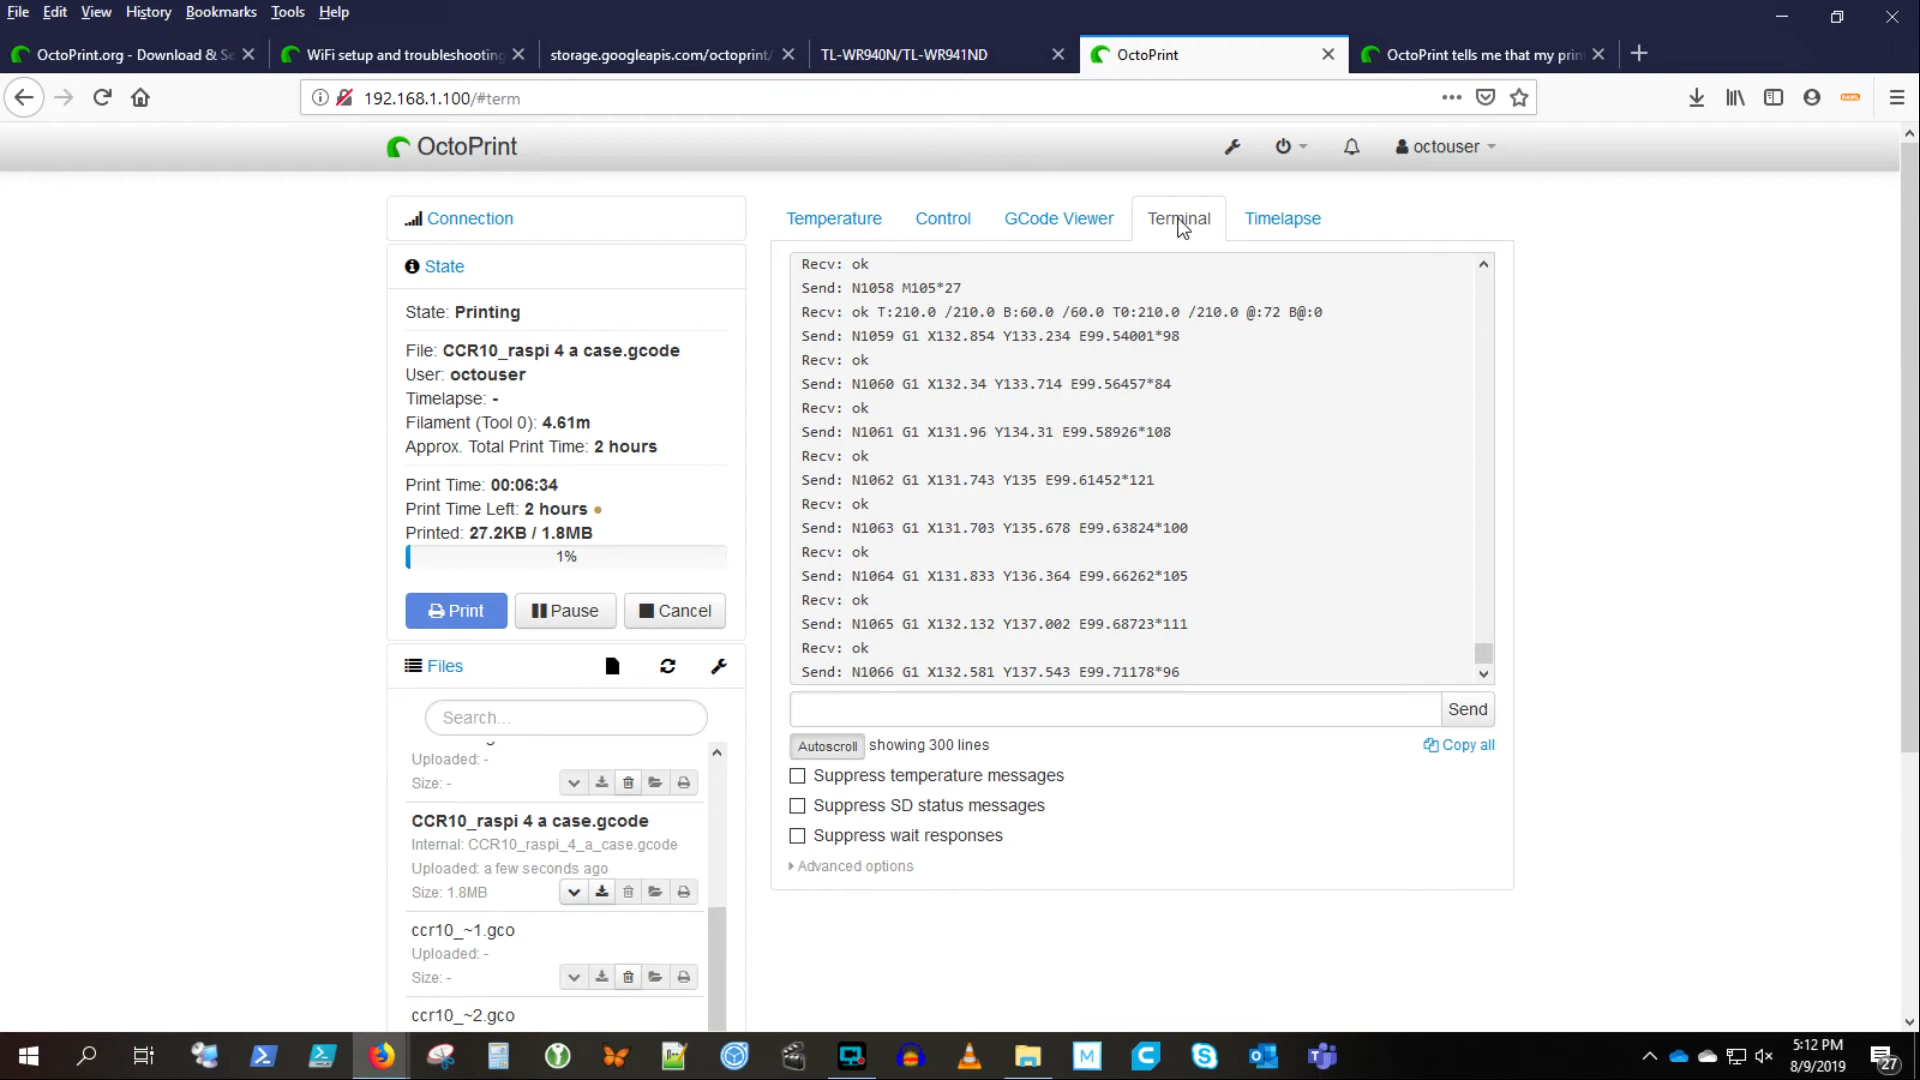 File Edit View History Bookmarks Tools Help
OctoPrint.org - Download & Se
WiFi setup and troubleshooting
storage.googleapis.com/octoprint/
TL-WR940N/TL-WR941ND
OctoPrint
OctoPrint tells me that my prin
192.168.1.100/#term
OctoPrint
octouser
Connection
State
State: Printing
File: CCR10_raspi 4 a case.gcode
User: octouser
Timelapse: -
Filament (Tool 0): 4.61m
Approx. Total Print Time: 2 hours
Print Time: 00:06:34
Print Time Left: 2 hours
Printed: 27.2KB / 1.8MB
1%
Print Pause Cancel
Files
Search...
Uploaded: -
Size: -
CCR10_raspi 4 a case.gcode
Internal: CCR10_raspi_4_a_case.gcode
Uploaded: a few seconds ago
Size: 1.8MB
ccr10_~1.gco
Uploaded: -
Size: -
ccr10_~2.gco
Temperature Control GCode Viewer Terminal Timelapse
Recv: ok
Send: N1058 M105*27
Recv: ok T:210.0 /210.0 B:60.0 /60.0 T0:210.0 /210.0 @:72 B@:0
Send: N1059 G1 X132.854 Y133.234 E99.54001*98
Recv: ok
Send: N1060 G1 X132.34 Y133.714 E99.56457*84
Recv: ok
Send: N1061 G1 X131.96 Y134.31 E99.58926*108
Recv: ok
Send: N1062 G1 X131.743 Y135 E99.61452*121
Recv: ok
Send: N1063 G1 X131.703 Y135.678 E99.63824*100
Recv: ok
Send: N1064 G1 X131.833 Y136.364 E99.66262*105
Recv: ok
Send: N1065 G1 X132.132 Y137.002 E99.68723*111
Recv: ok
Send: N1066 G1 X132.581 Y137.543 E99.71178*96
Send
Autoscroll showing 300 lines
Copy all
Suppress temperature messages
Suppress SD status messages
Suppress wait responses
Advanced options
5:12 PM
8/9/2019
27